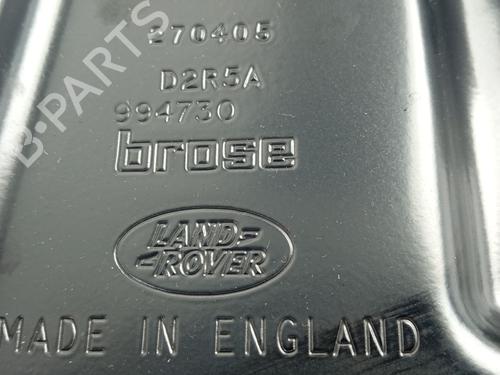 270405
D2R5A
994730
brose
LAND-
-ROVER
MADE IN ENGLAND
B-PARTS